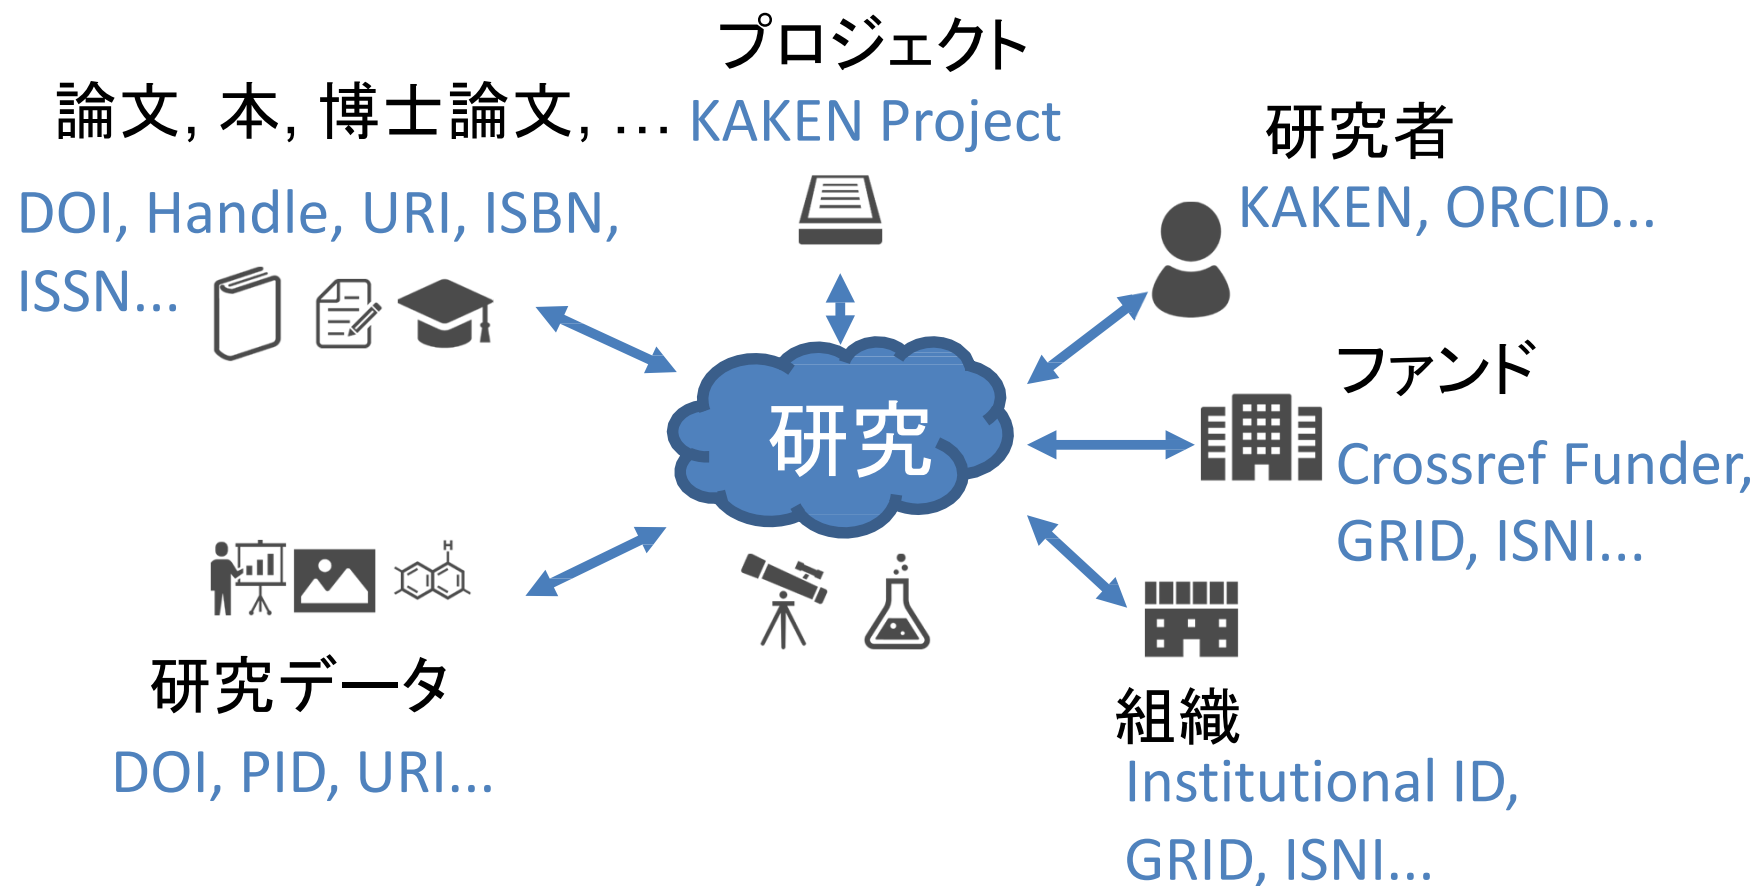 プロジェクト
KAKEN Project
論文, 本, 博士論文, ...
DOI, Handle, URI, ISBN,
ISSN...
研究者
KAKEN, ORCID...
ファンド
Crossref Funder,
GRID, ISNI...
研究
H
研究データ
DOI, PID, URI...
組織
Institutional ID,
GRID, ISNI...